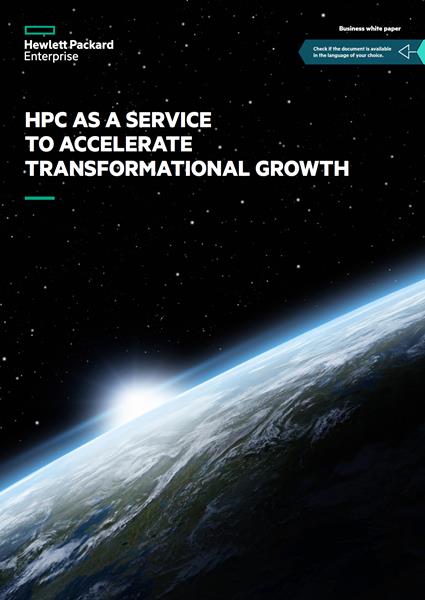 Business white paper
Hewlett Packard
Enterprise
Check if the document is available
in the language of your choice.
HPC AS A SERVICE
TO ACCELERATE
TRANSFORMATIONAL GROWTH